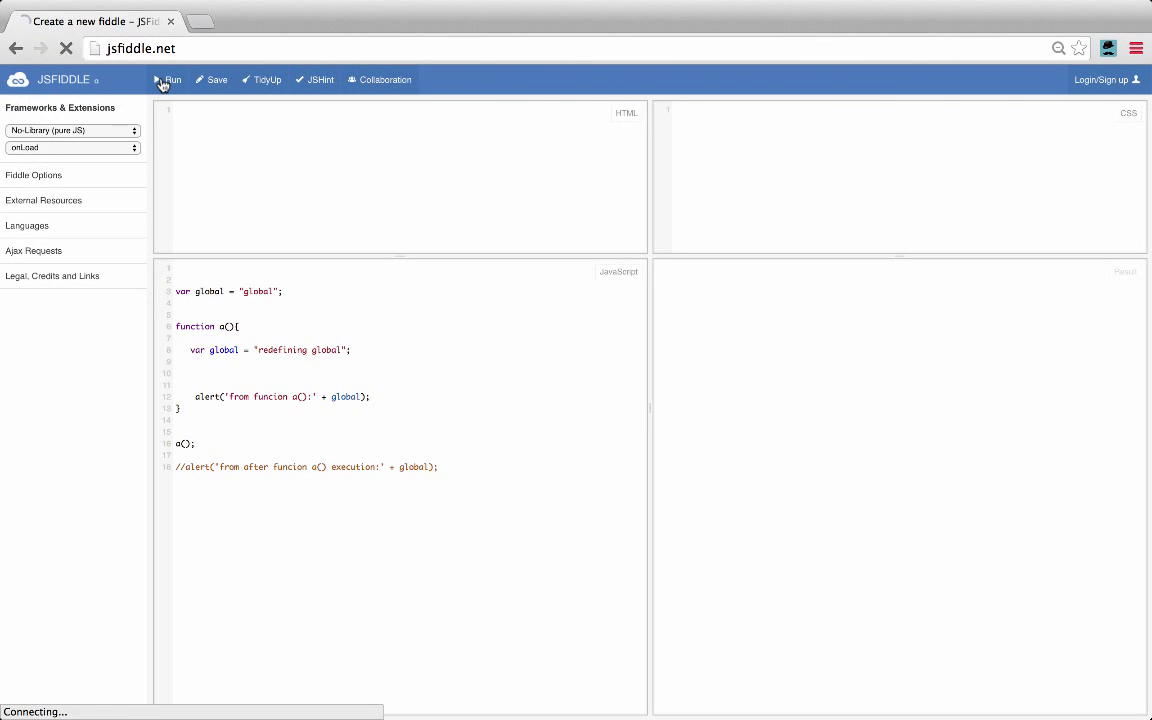 Create a new fiddle – JSFid
jsfiddle.net
JSFIDDLE α
Run
Save
TidyUp
JSHint
Collaboration
Login/Sign up
Frameworks & Extensions
No-Library (pure JS)
onLoad
Fiddle Options
External Resources
Languages
Ajax Requests
Legal, Credits and Links
1
HTML
1
CSS
JavaScript
1
2
3 var global = "global";
4
5
6 function a(){
7
8 var global = "redefining global";
9
10
11
12 alert('from funcion a():' + global);
13 }
14
15
16 a();
17
18 //alert('from after funcion a() execution:' + global);
Result
Connecting...